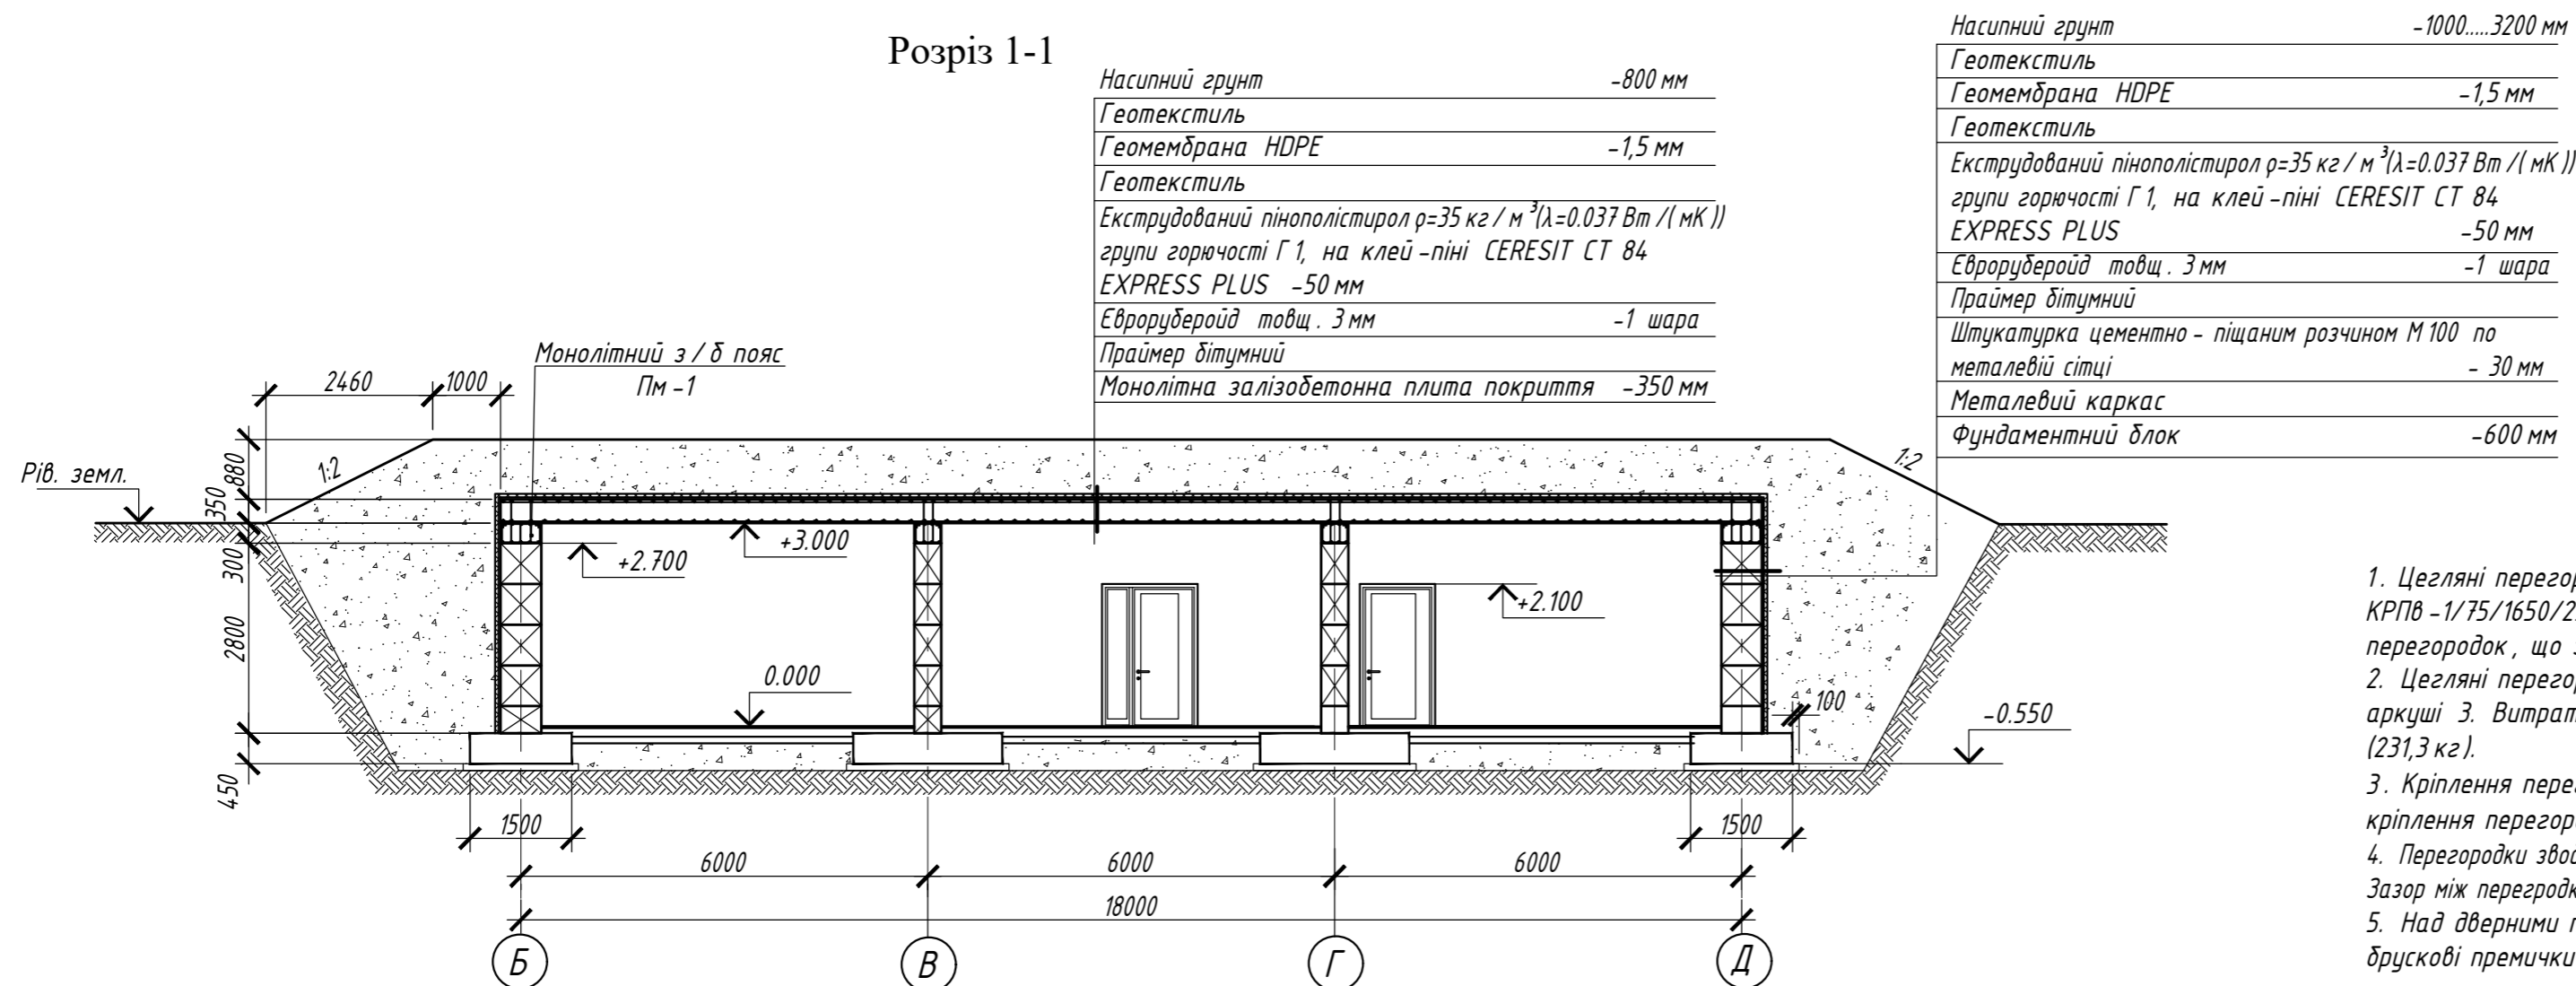 Розріз 1-1
Насипний грунт -800 мм
Геотекстиль
Геомембрана HDPE -1,5 мм
Геотекстиль
Екструдований пінополістирол ρ=35 кг / м³(λ=0.037 Вт /( мК ))
групи горючості Г 1, на клей -піні CERESIT CT 84
EXPRESS PLUS -50 мм
Еврорубероїд товщ . 3 мм -1 шара
Праймер бітумний
Монолітна залізобетонна плита покриття -350 мм
Насипний грунт -1000.....3200 мм
Геотекстиль
Геомембрана HDPE -1,5 мм
Геотекстиль
Екструдований пінополістирол ρ=35 кг / м³(λ=0.037 Вт /( мК ))
групи горючості Г 1, на клей -піні CERESIT CT 84
EXPRESS PLUS -50 мм
Еврорубероїд товщ . 3 мм -1 шара
Праймер бітумний
Штукатурка цементно - піщаним розчином М 100 по
металевій сітці - 30 мм
Металевий каркас
Фундаментний блок -600 мм
Монолітний з / б пояс
Пм -1
2460
1000
Рів. земл.
1:2
1:2
880
350
300
2800
450
+2.700
+3.000
+2.100
0.000
100
-0.550
1500
1500
6000
6000
6000
18000
Б
В
Г
Д
1. Цегляні перегор
КРПв -1/75/1650/2
перегородок , що
2. Цегляні перегор
аркуші 3. Витрат
(231,3 кг).
3. Кріплення пере
кріплення перегор
4. Перегородки звод
Зазор між перегродк
5. Над дверними п
брускові премички